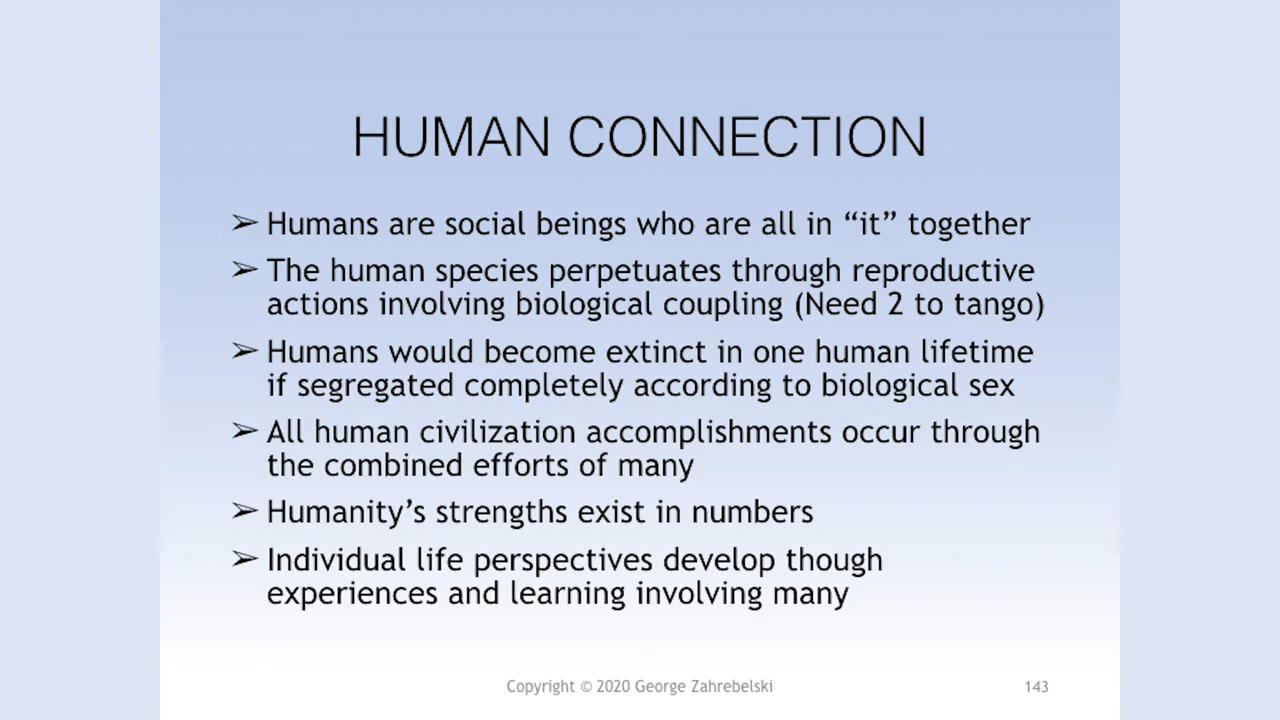 HUMAN CONNECTION
➢ Humans are social beings who are all in “it” together
➢ The human species perpetuates through reproductive
actions involving biological coupling (Need 2 to tango)
➢ Humans would become extinct in one human lifetime
if segregated completely according to biological sex
➢ All human civilization accomplishments occur through
the combined efforts of many
➢ Humanity’s strengths exist in numbers
➢ Individual life perspectives develop though
experiences and learning involving many
Copyright © 2020 George Zahrebelski
143